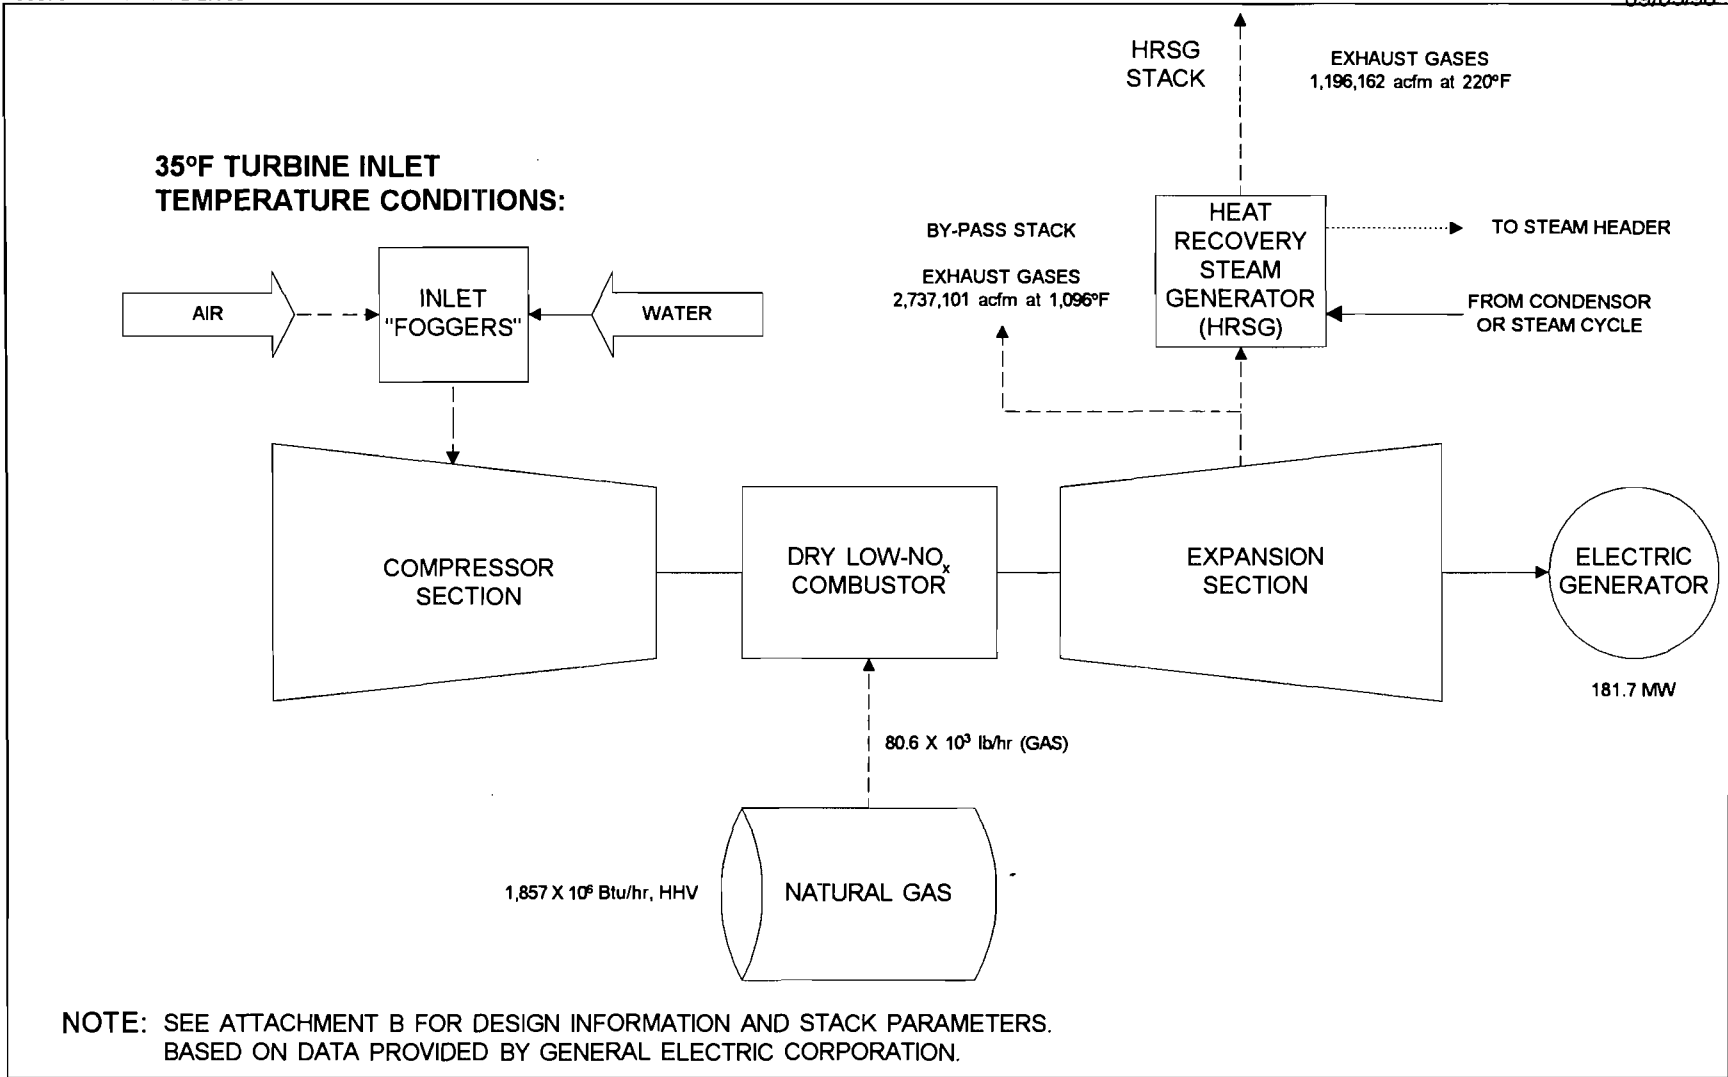 HRSG
STACK
EXHAUST GASES
1,196,162 acfm at 220ºF
35ºF TURBINE INLET
TEMPERATURE CONDITIONS:
BY-PASS STACK
EXHAUST GASES
2,737,101 acfm at 1,096ºF
HEAT
RECOVERY
STEAM
GENERATOR
(HRSG)
TO STEAM HEADER
FROM CONDENSOR
OR STEAM CYCLE
AIR
INLET
"FOGGERS"
WATER
COMPRESSOR
SECTION
DRY LOW-NOₓ
COMBUSTOR
EXPANSION
SECTION
ELECTRIC
GENERATOR
181.7 MW
80.6 X 10³ lb/hr (GAS)
1,857 X 10⁶ Btu/hr, HHV
NATURAL GAS
NOTE: SEE ATTACHMENT B FOR DESIGN INFORMATION AND STACK PARAMETERS.
BASED ON DATA PROVIDED BY GENERAL ELECTRIC CORPORATION.